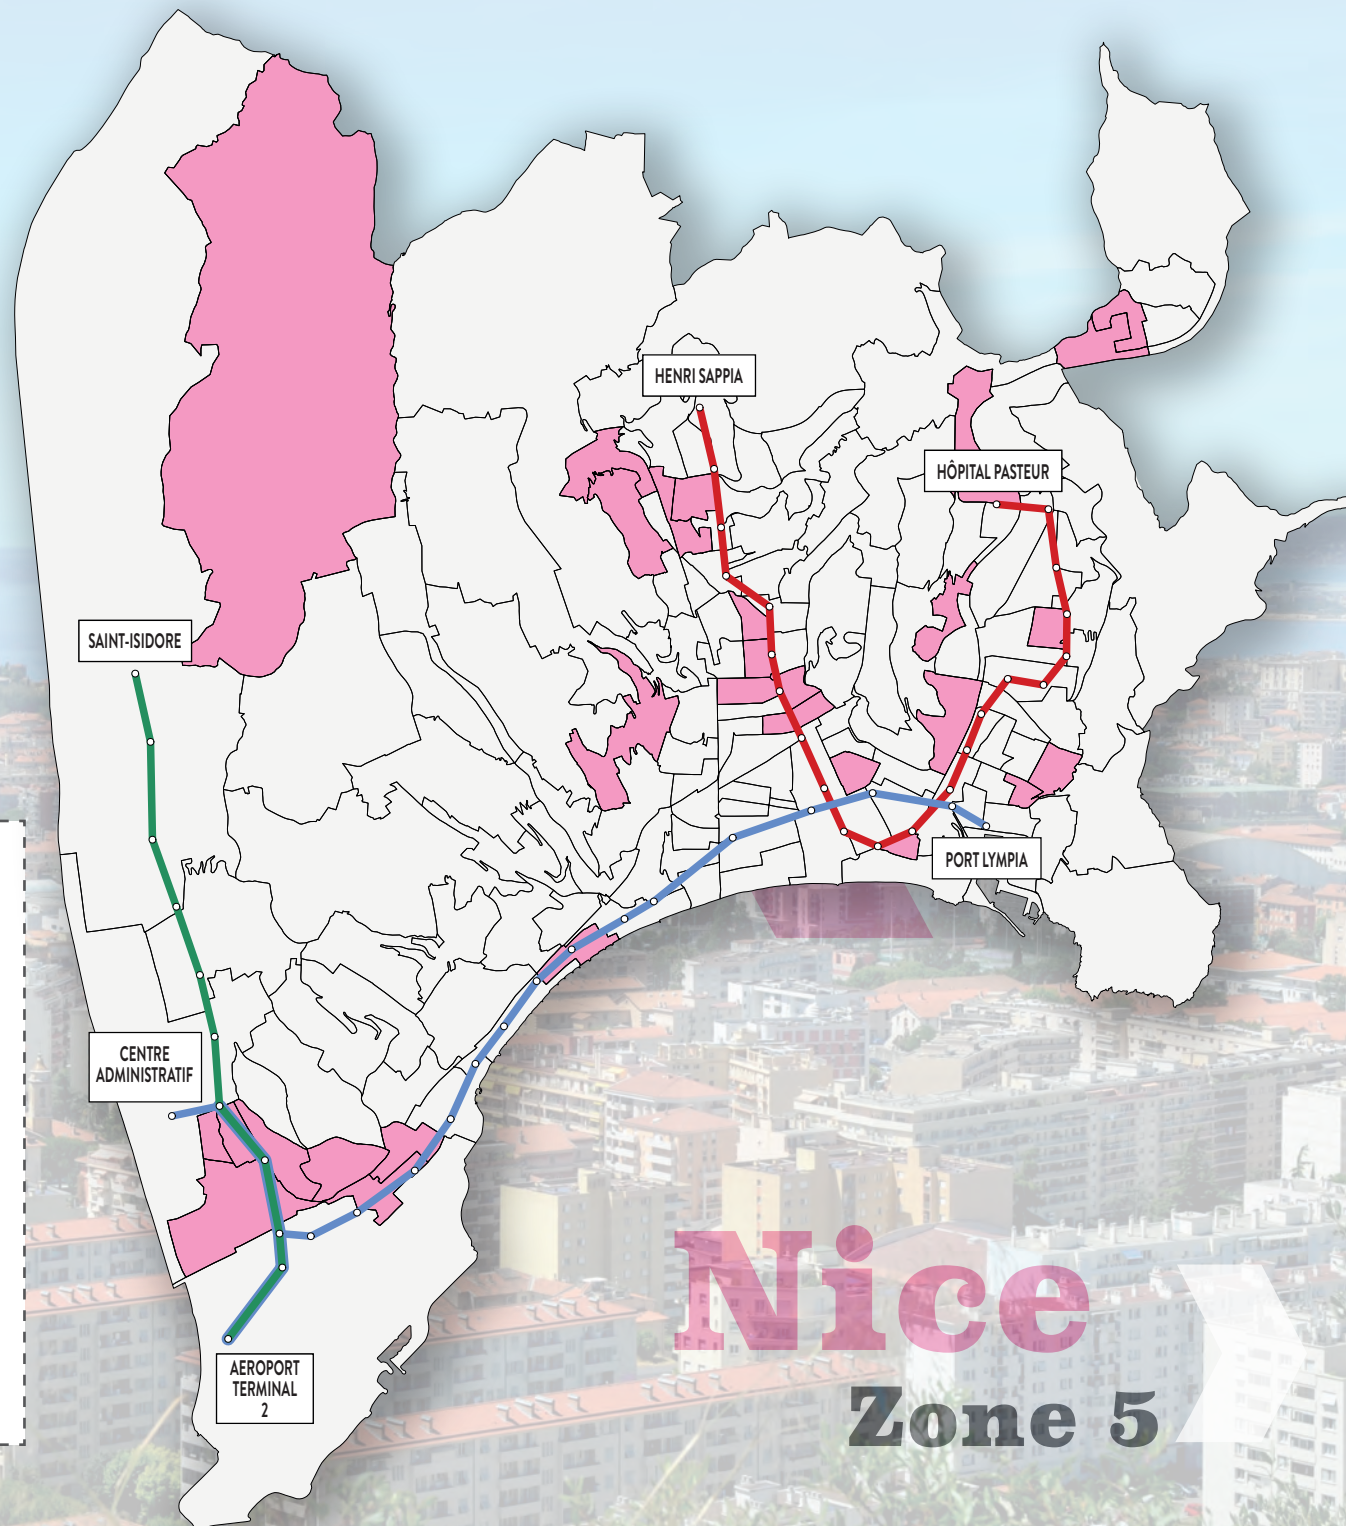 HENRI SAPPIA
HÔPITAL PASTEUR
SAINT-ISIDORE
PORT LYMPIA
CENTRE
ADMINISTRATIF
AEROPORT
TERMINAL
2
Nice
Zone 5